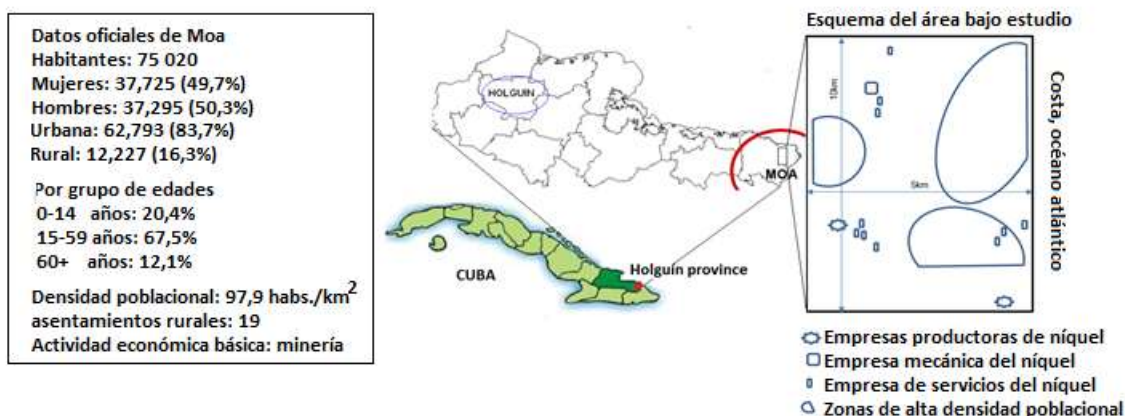 Datos oficiales de Moa
Habitantes: 75 020
Mujeres: 37,725 (49,7%)
Hombres: 37,295 (50,3%)
Urbana: 62,793 (83,7%)
Rural: 12,227 (16,3%)
Por grupo de edades
0-14 años: 20,4%
15-59 años: 67,5%
60+ años: 12,1%
Densidad poblacional: 97,9 habs./km²
asentamientos rurales: 19
Actividad económica básica: minería
HOLGUIN
MOA
CUBA
Holguín province
Esquema del área bajo estudio
10km
5km
Costa, océano atlántico
Empresas productoras de níquel
Empresa mecánica del níquel
Empresa de servicios del níquel
Zonas de alta densidad poblacional